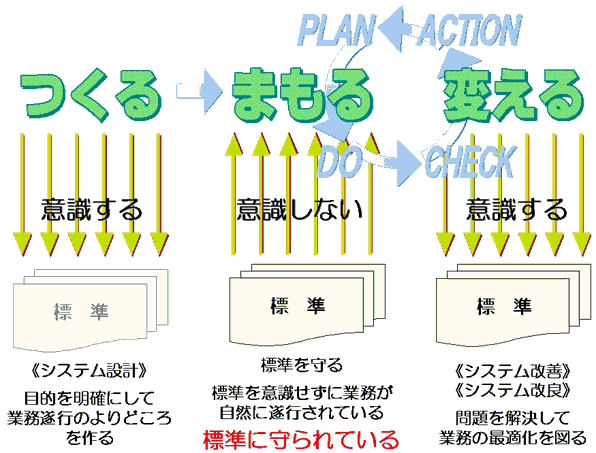 PLAN ACTION
つくる
まもる
変える
DO CHECK
意識する
意識しない
意識する
標 準
標 準
標 準
《システム設計》
目的を明確にして
業務遂行のよりどころ
を作る
標準を守る
標準を意識せずに業務が
自然に遂行されている
標準に守られている
《システム改善》
《システム改良》
問題を解決して
業務の最適化を図る